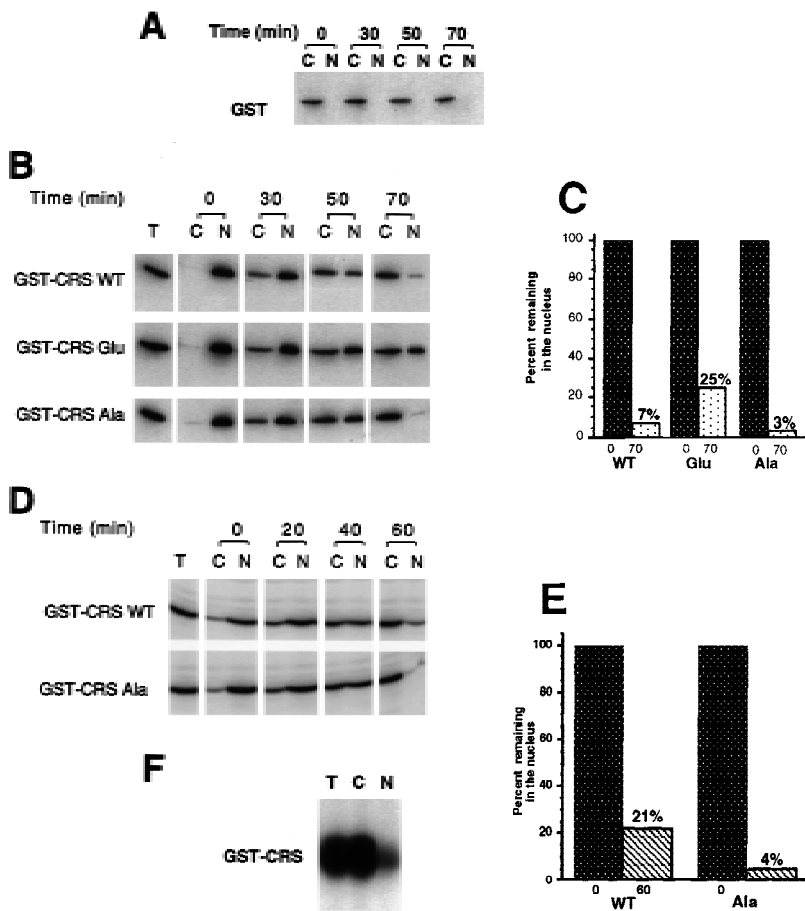 A
Time (min) 0 30 50 70
C N C N C N C N
GST
B
Time (min) 0 30 50 70
T C N C N C N C N
GST-CRS WT
GST-CRS Glu
GST-CRS Ala
C
Percent remaining
in the nucleus
100
80
60
40
20
0
7% 25% 3%
0 70 0 70 0 70
WT Glu Ala
D
Time (min) 0 20 40 60
T C N C N C N C N
GST-CRS WT
GST-CRS Ala
E
Percent remaining
in the nucleus
100
80
60
40
20
0
21% 4%
0 60 0
WT Ala
F
T C N
GST-CRS